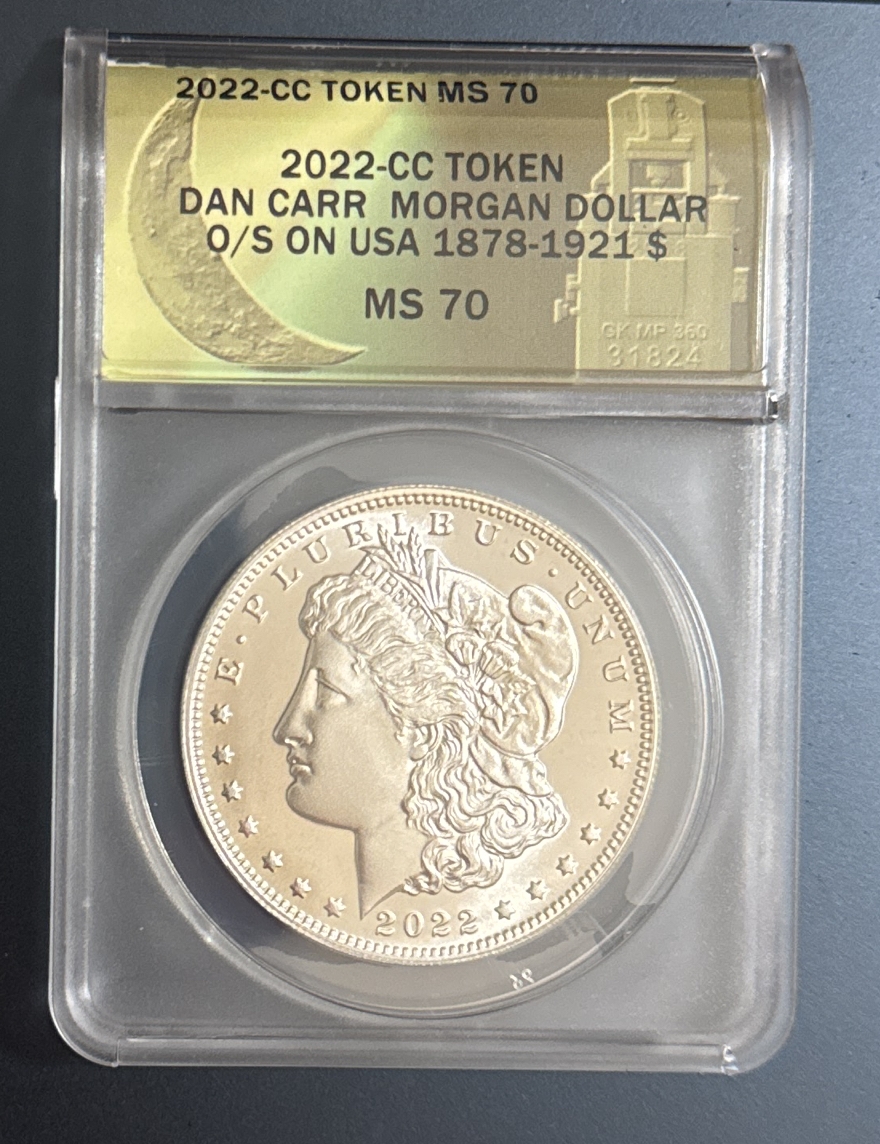 2022-CC TOKEN MS 70
2022-CC TOKEN
DAN CARR MORGAN DOLLAR
O/S ON USA 1878-1921 $
MS 70
GK MP 360
31824
E · PLURIBUS · UNUM
LIBERTY
2022